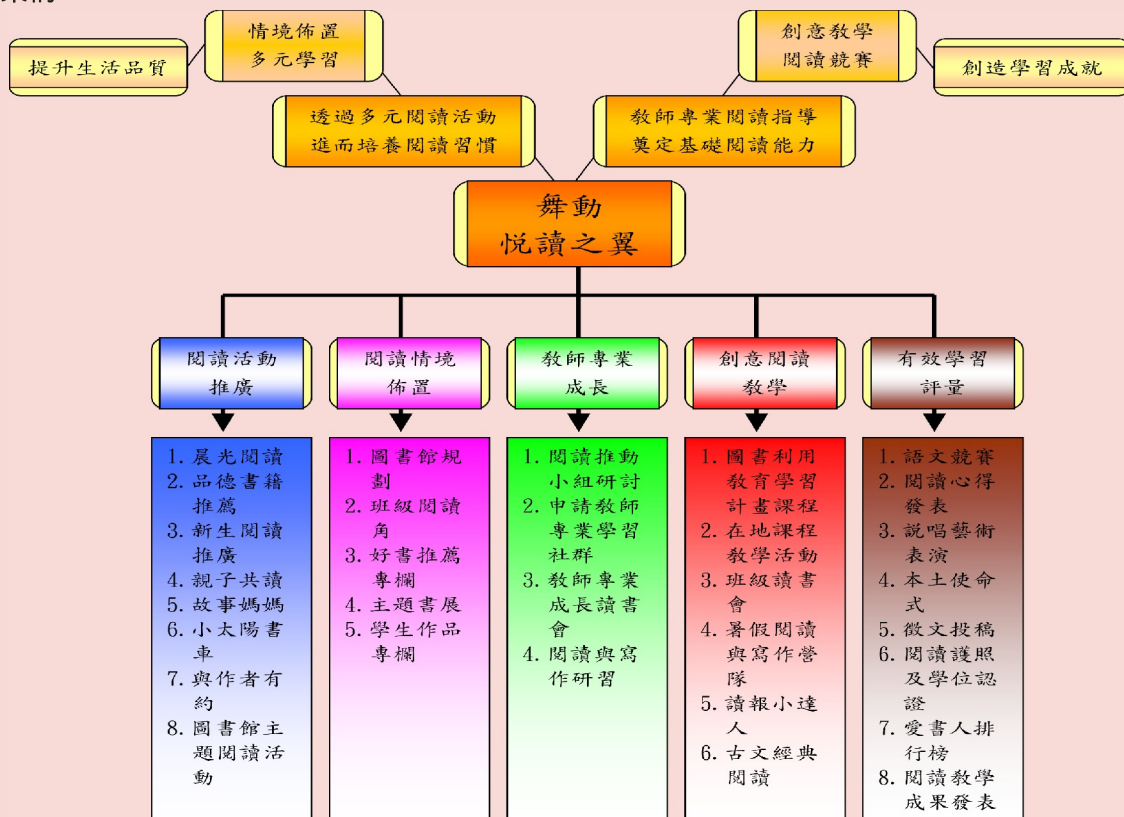 情境佈置
多元學習
創意教學
閱讀競賽
提升生活品質
創造學習成就
透過多元閱讀活動
進而培養閱讀習慣
教師專業閱讀指導
奠定基礎閱讀能力
舞動
悅讀之翼
閱讀活動
推廣
閱讀情境
佈置
教師專業
成長
創意閱讀
教學
有效學習
評量
1. 晨光閱讀
2. 品德書籍
推薦
3. 新生閱讀
推廣
4. 親子共讀
5. 故事媽媽
6. 小太陽書
車
7. 與作者有
約
8. 圖書館主
題閱讀活
動
1. 圖書館規
劃
2. 班級閱讀
角
3. 好書推薦
專欄
4. 主題書展
5. 學生作品
專欄
1. 閱讀推動
小組研討
2. 申請教師
專業學習
社群
3. 教師專業
成長讀書
會
4. 閱讀與寫
作研習
1. 圖書利用
教育學習
計畫課程
2. 在地課程
教學活動
3. 班級讀書
會
4. 暑假閱讀
與寫作營
隊
5. 讀報小達
人
6. 古文經典
閱讀
1. 語文競賽
2. 閱讀心得
發表
3. 說唱藝術
表演
4. 本土使命
式
5. 徵文投稿
6. 閱讀護照
及學位認
證
7. 愛書人排
行榜
8. 閱讀教學
成果發表